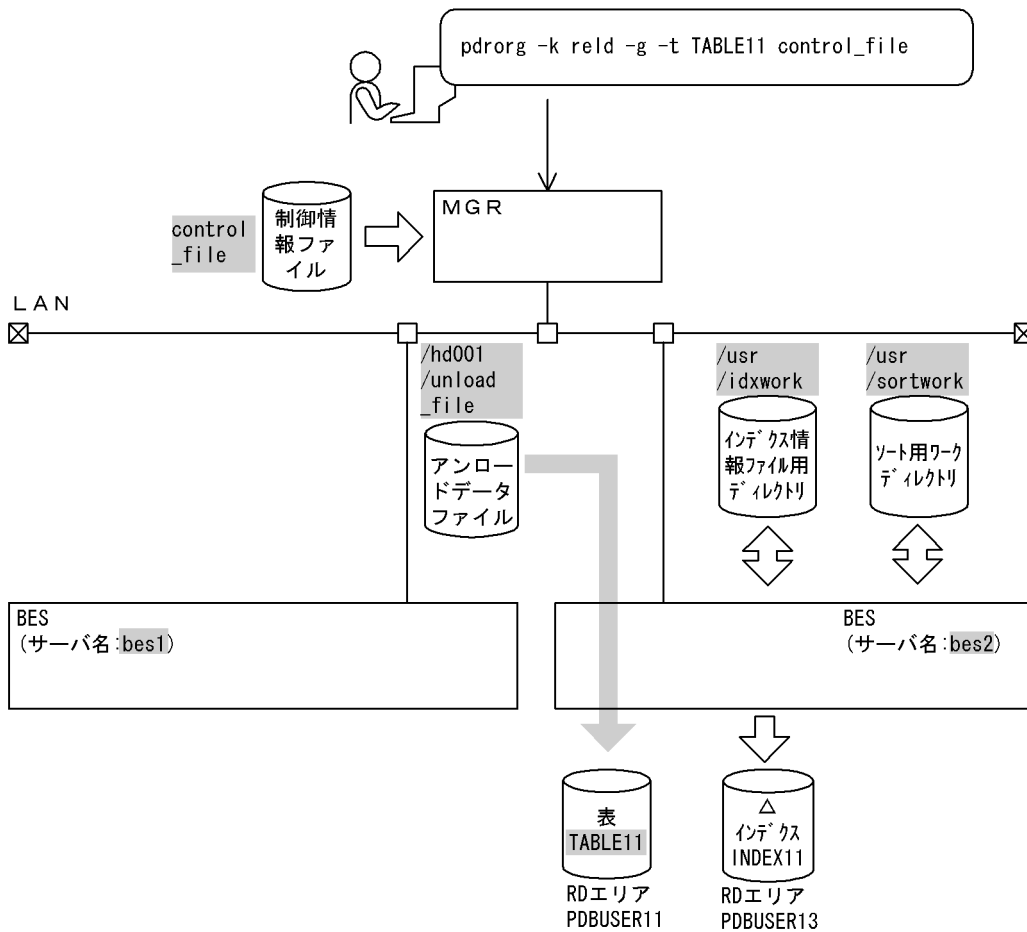 pdrorg -k reld -g -t TABLE11 control_file
MGR
control
_file
制御情
報ファ
イル
LAN
/hd001
/unload
_file
アンロー
ドデータ
ファイル
/usr
/idxwork
インデクス情
報ファイル用
ディレクトリ
/usr
/sortwork
ソート用ワーク
ディレクトリ
BES
(サーバ名:bes1)
BES
(サーバ名:bes2)
表
TABLE11
RDエリア
PDBUSER11
インデクス
INDEX11
RDエリア
PDBUSER13